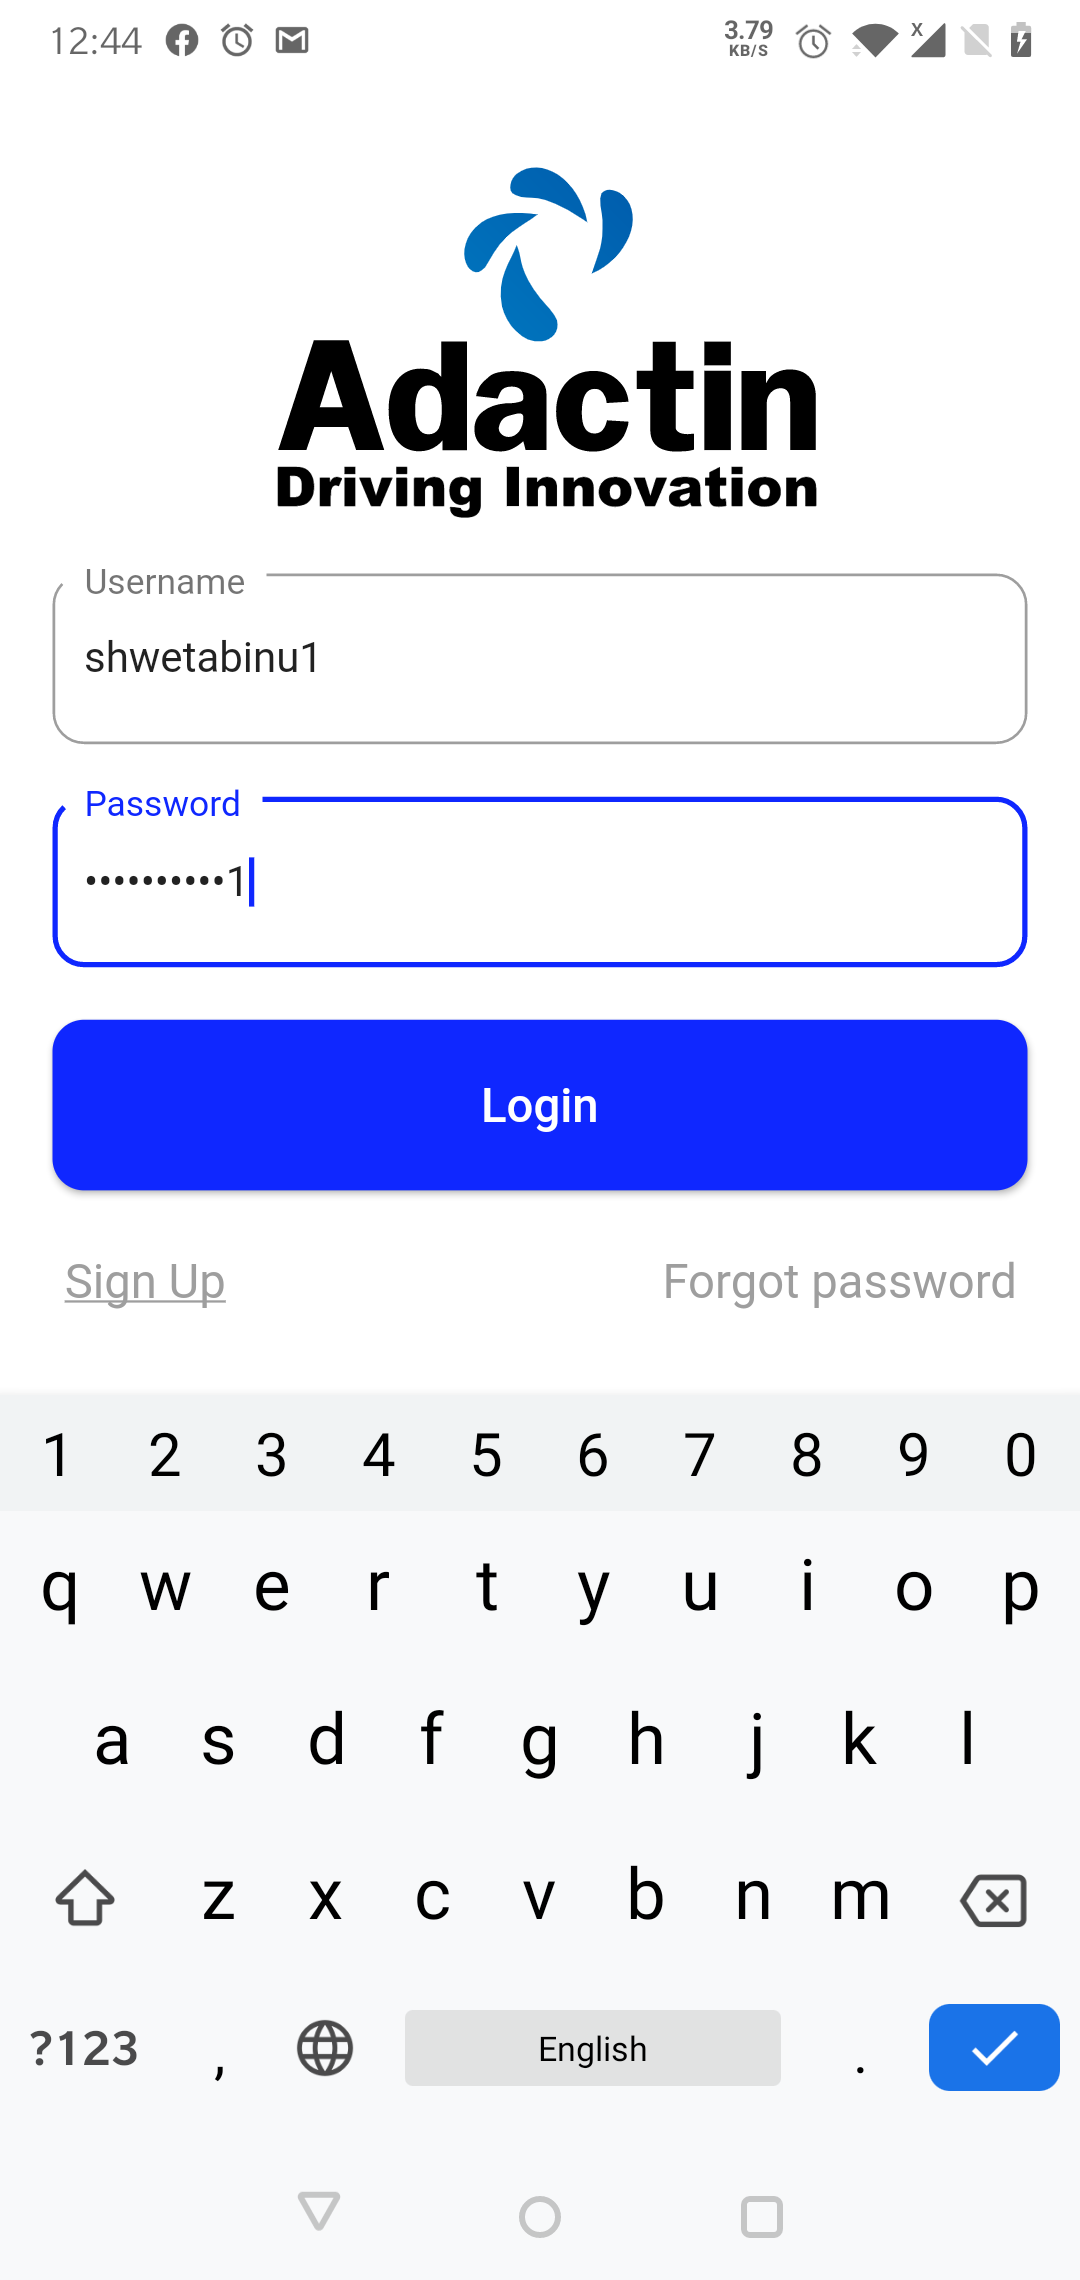 12:44 3.79 KB/S x
Adactin
Driving Innovation
Username
shwetabinu1
Password
••••••••••1
Login
Sign Up Forgot password
1 2 3 4 5 6 7 8 9 0
q w e r t y u i o p
a s d f g h j k l
z x c v b n m
?123 , English .